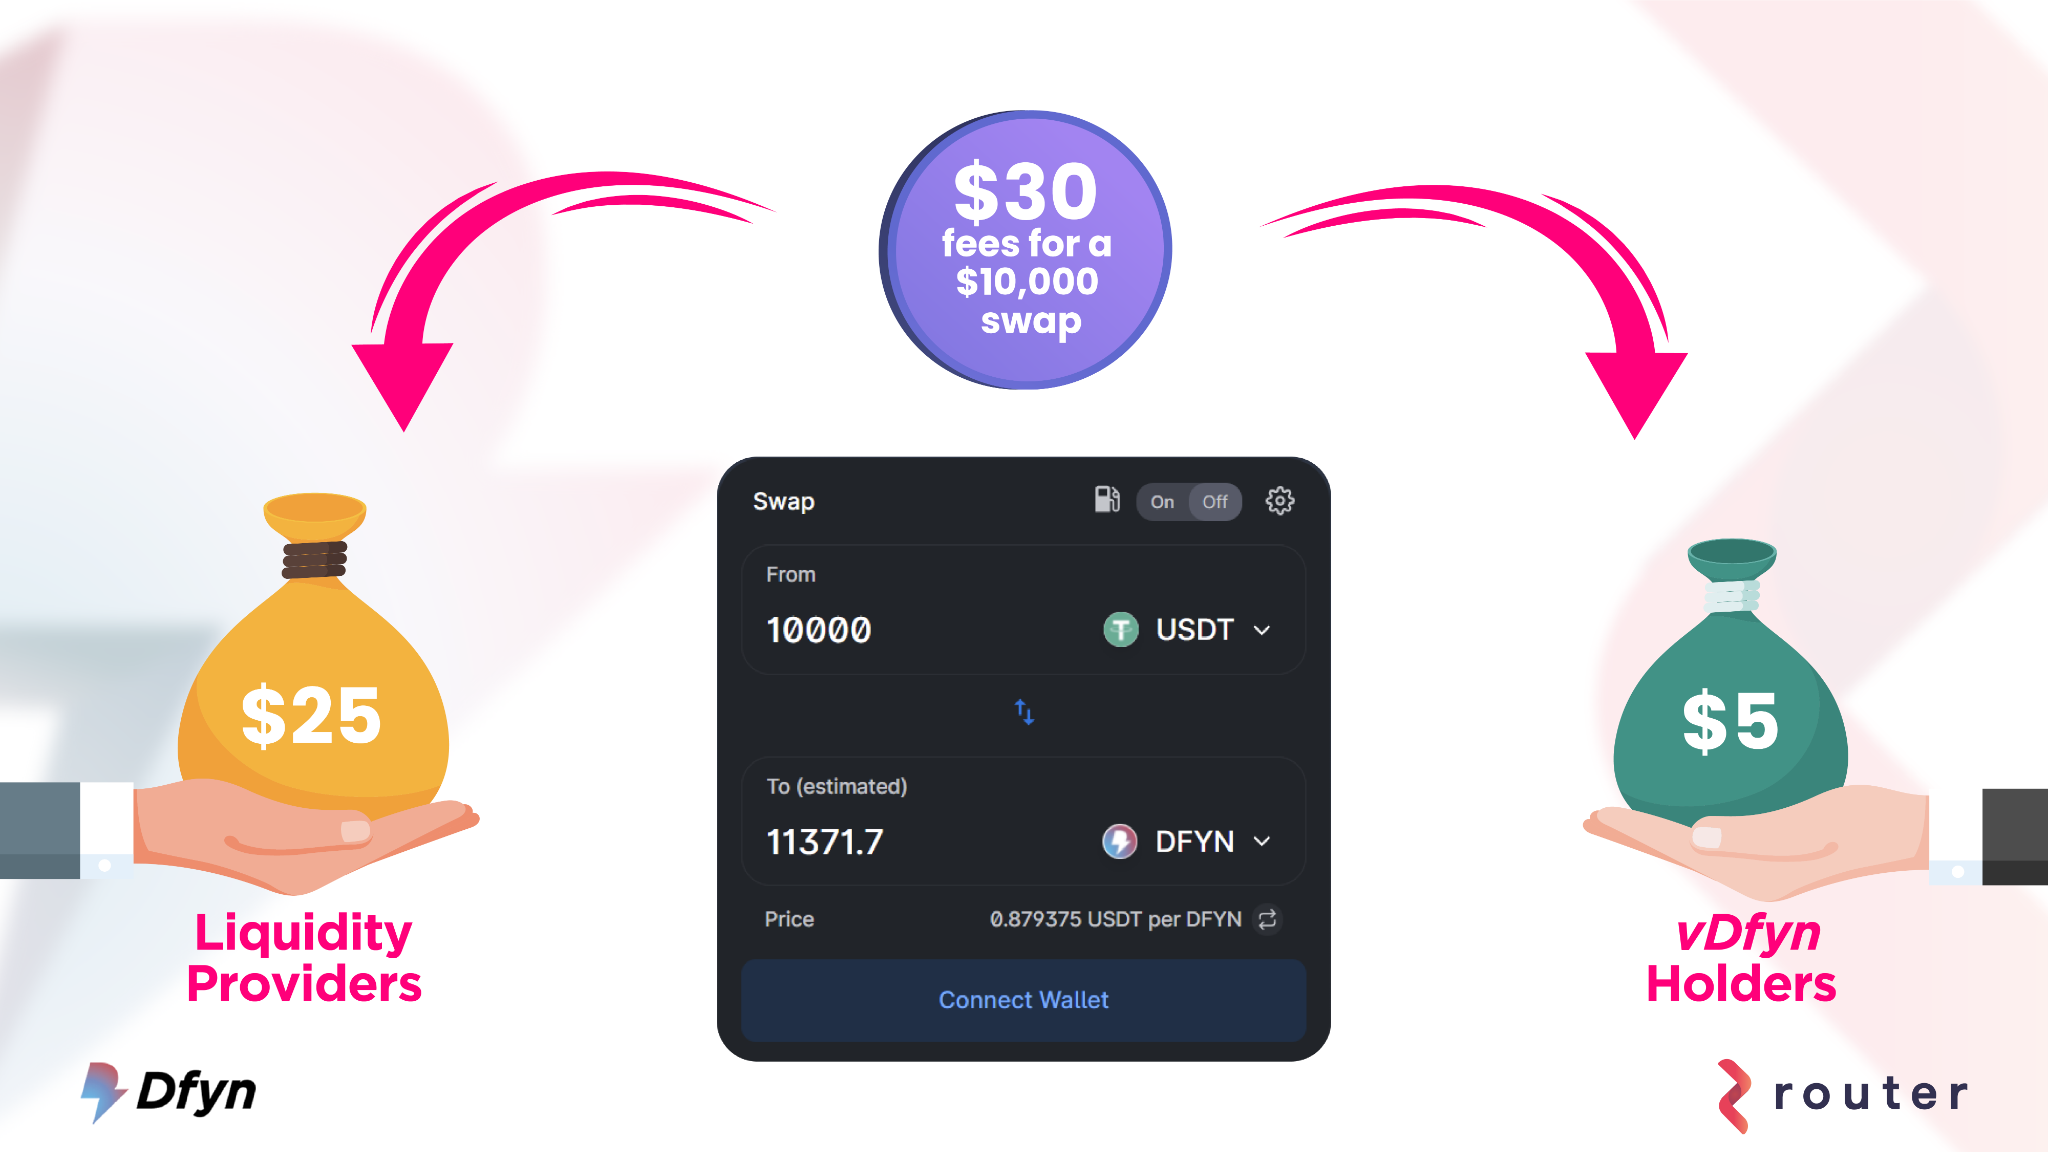 $30
fees for a
$10,000
swap
Swap
On Off
From
10000 USDT
To (estimated)
11371.7 DFYN
Price 0.879375 USDT per DFYN
Connect Wallet
$25
Liquidity
Providers
$5
vDfyn
Holders
Dfyn
router